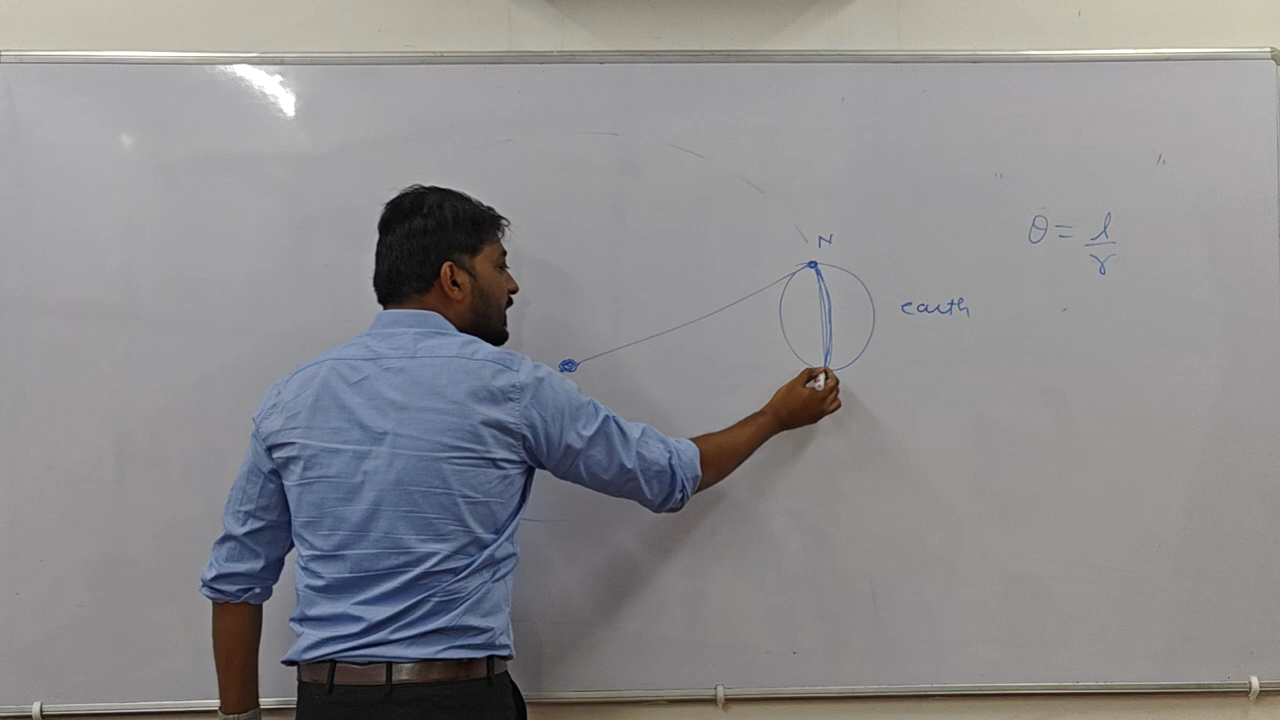 N
earth
θ = l/r